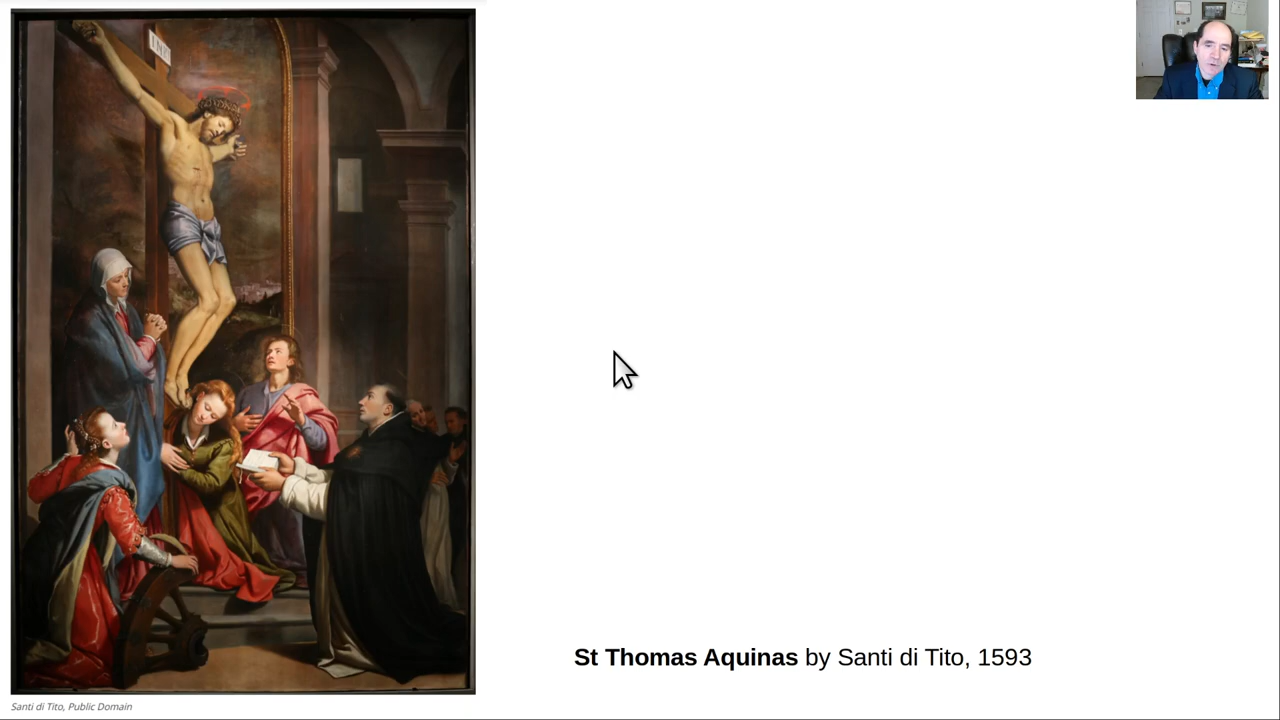 INRI
St Thomas Aquinas by Santi di Tito, 1593
Santi di Tito, Public Domain